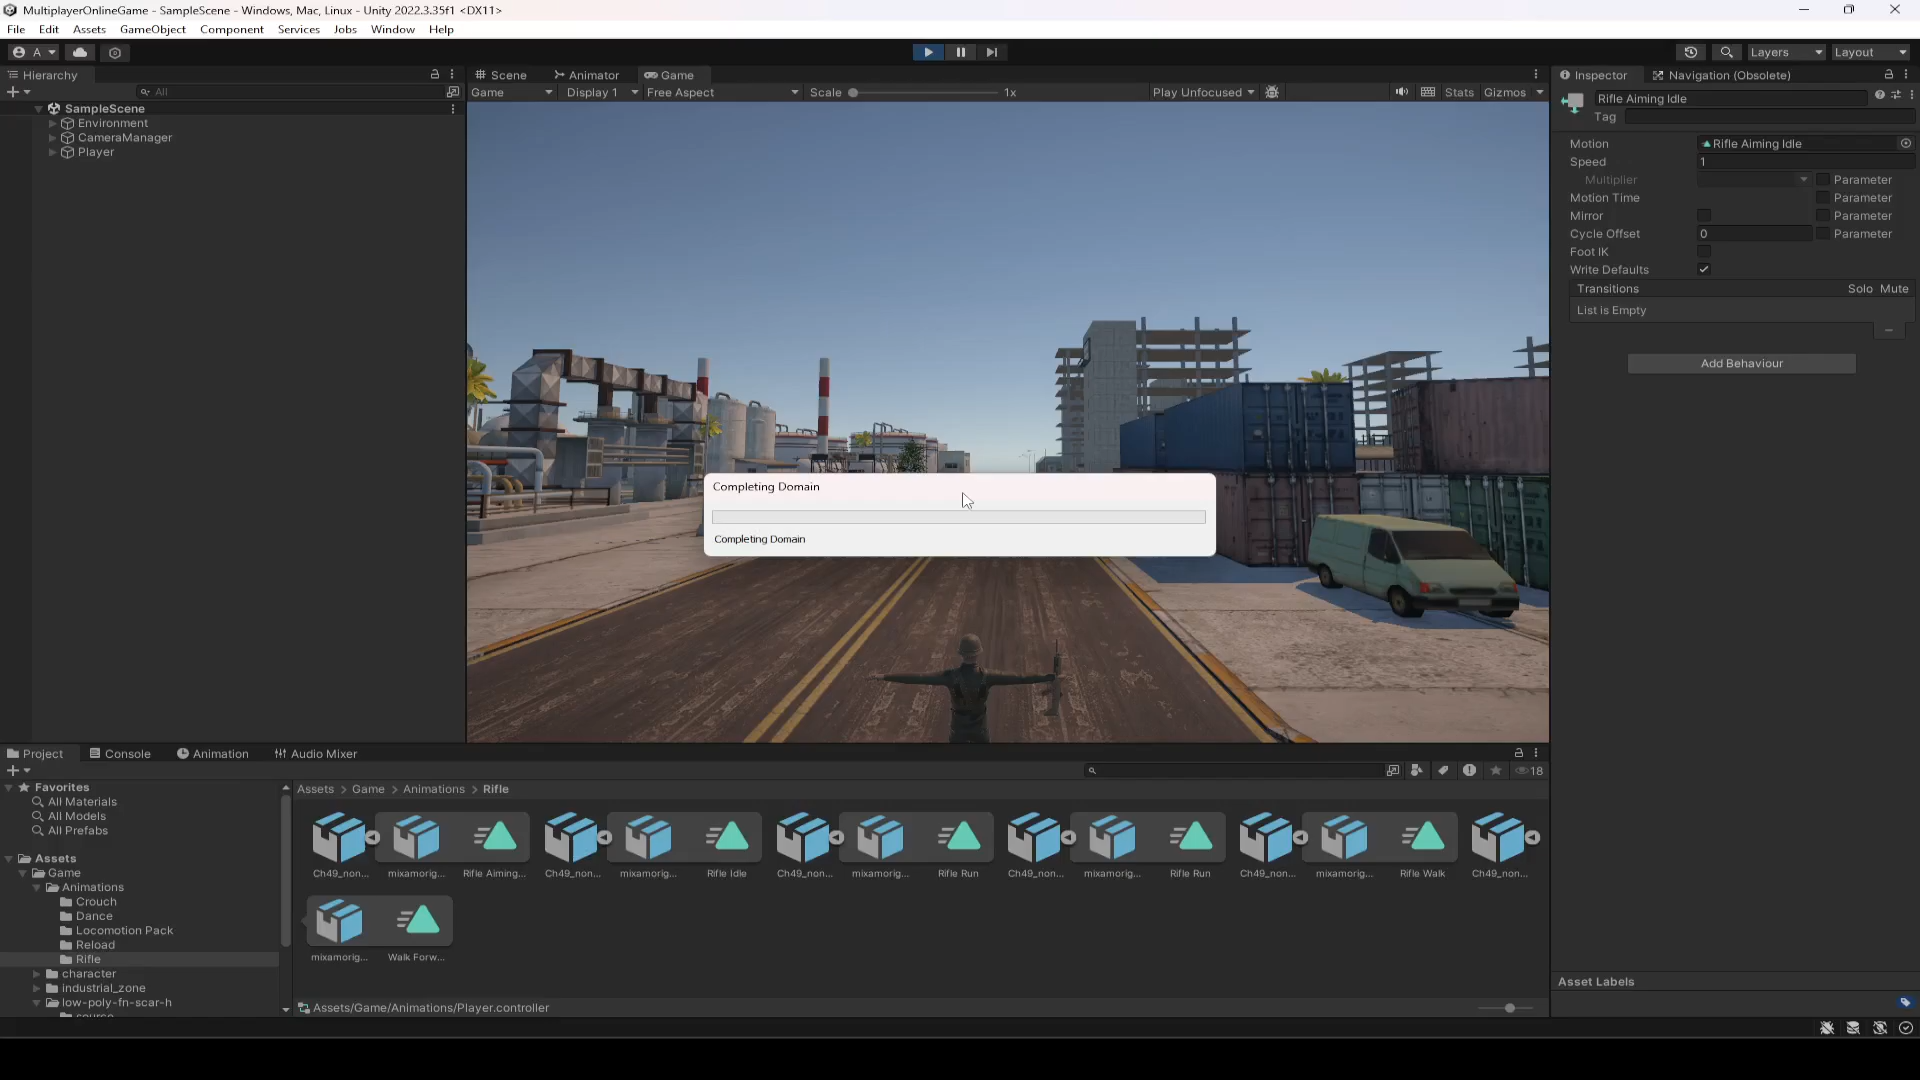 MultiplayerOnlineGame - SampleScene - Windows, Mac, Linux - Unity 2022.3.35f1 <DX11>
File Edit Assets GameObject Component Services Jobs Window Help
A Layers Layout
Hierarchy
All
SampleScene
Environment
CameraManager
Player
Scene Animator Game
Game Display 1 Free Aspect Scale 1x Play Unfocused Stats Gizmos
Completing Domain
Completing Domain
Inspector Navigation (Obsolete)
Rifle Aiming Idle
Tag
Motion Rifle Aiming Idle
Speed 1
Multiplier Parameter
Motion Time Parameter
Mirror Parameter
Cycle Offset 0 Parameter
Foot IK
Write Defaults
Transitions Solo Mute
List is Empty
Add Behaviour
Asset Labels
Project Console Animation Audio Mixer
18
Favorites
All Materials
All Models
All Prefabs
Assets
Game
Animations
Crouch
Dance
Locomotion Pack
Reload
Rifle
character
industrial_zone
low-poly-fn-scar-h
Assets > Game > Animations > Rifle
Ch49_non... mixamorig... Rifle Aiming... Ch49_non... mixamorig... Rifle Idle Ch49_non... mixamorig... Rifle Run Ch49_non... mixamorig... Rifle Run Ch49_non... mixamorig... Rifle Walk Ch49_non...
mixamorig... Walk Forw...
Assets/Game/Animations/Player.controller